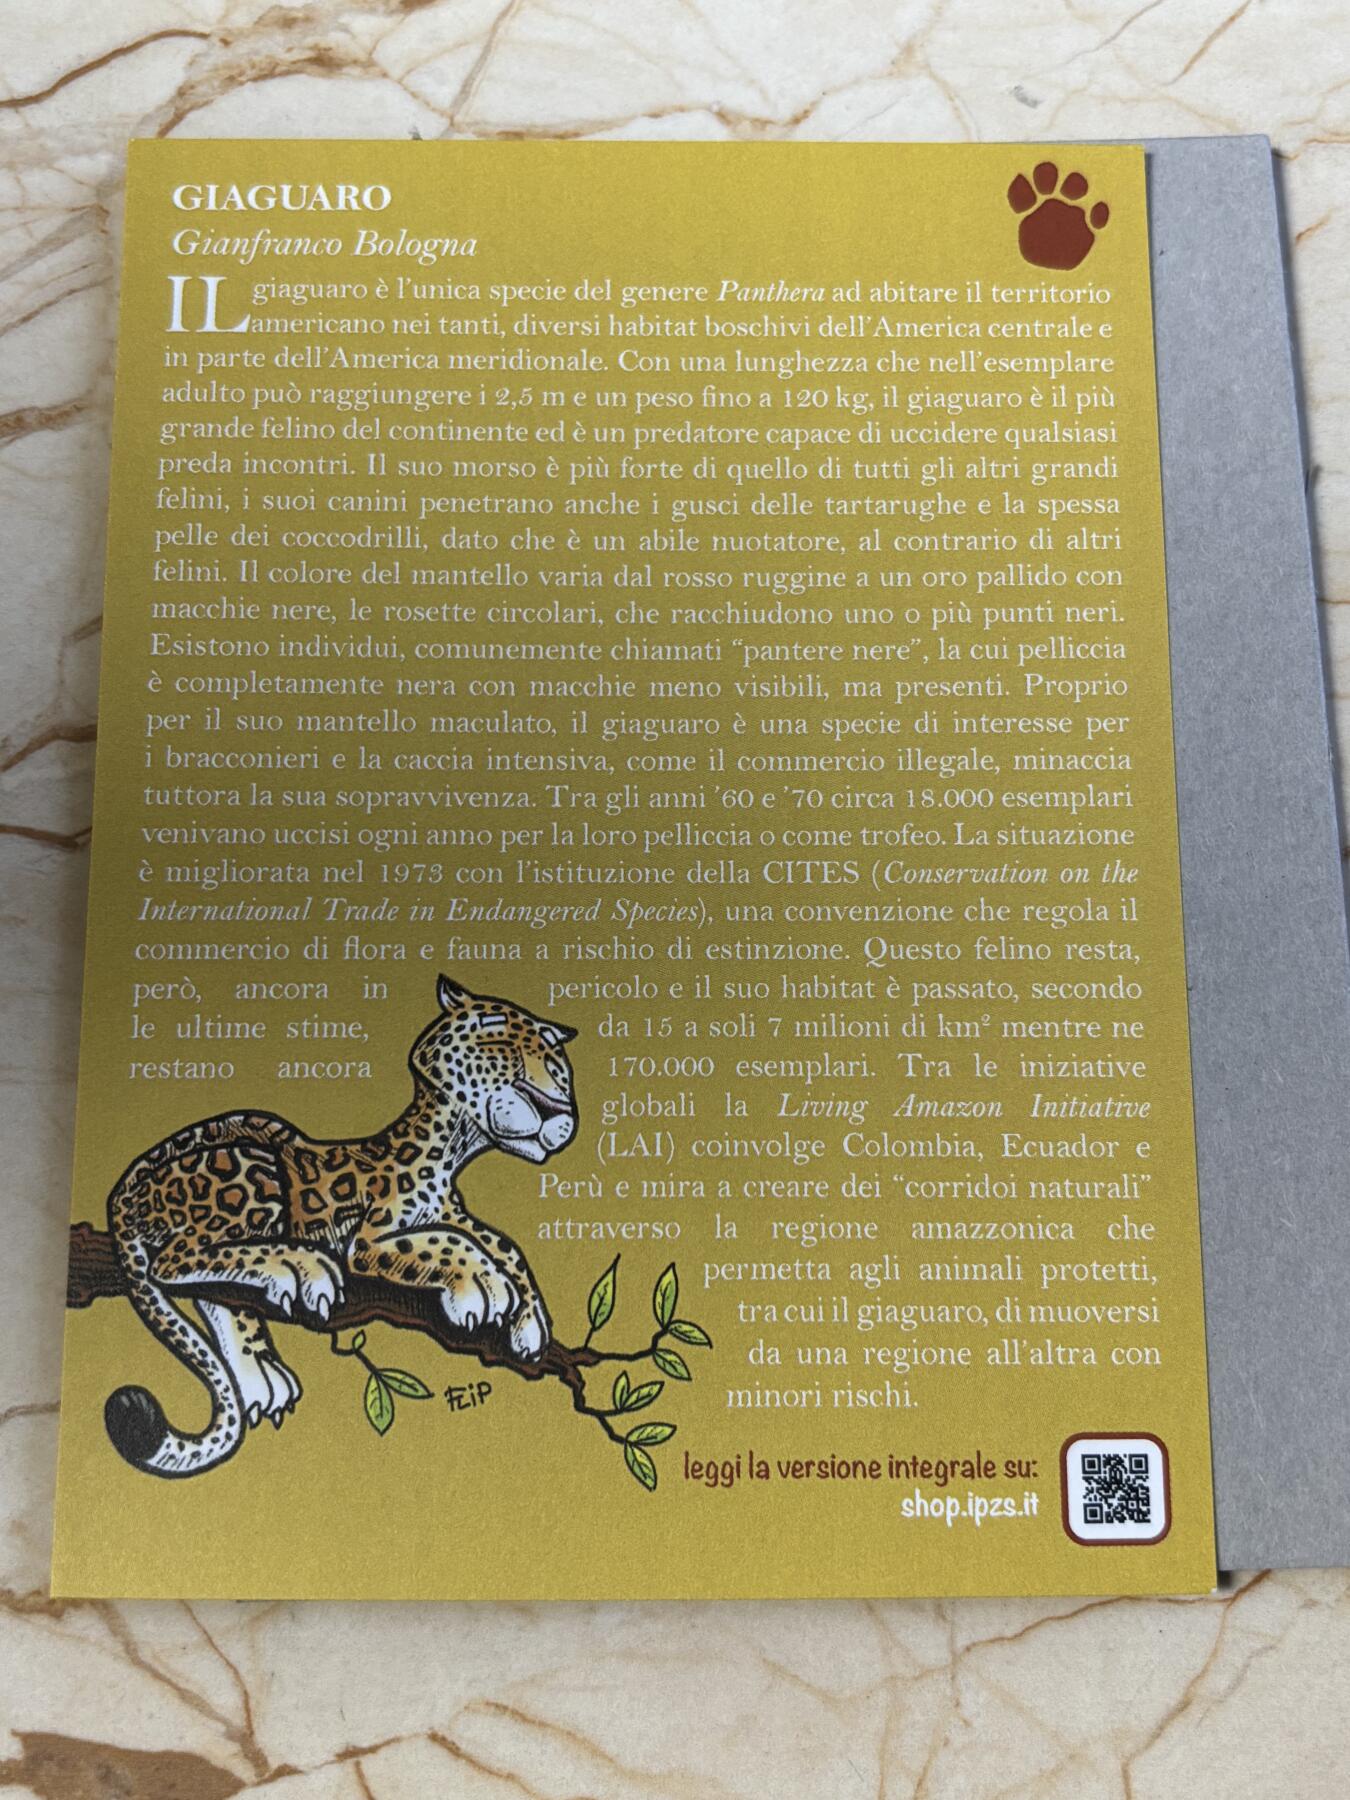 GIAGUARO
Gianfranco Bologna
IL giaguaro è l'unica specie del genere Panthera ad abitare il territorio
americano nei tanti, diversi habitat boschivi dell'America centrale e
in parte dell'America meridionale. Con una lunghezza che nell'esemplare
adulto può raggiungere i 2,5 m e un peso fino a 120 kg, il giaguaro è il più
grande felino del continente ed è un predatore capace di uccidere qualsiasi
preda incontri. Il suo morso è più forte di quello di tutti gli altri grandi
felini, i suoi canini penetrano anche i gusci delle tartarughe e la spessa
pelle dei coccodrilli, dato che è un abile nuotatore, al contrario di altri
felini. Il colore del mantello varia dal rosso ruggine a un oro pallido con
macchie nere, le rosette circolari, che racchiudono uno o più punti neri.
Esistono individui, comunemente chiamati “pantere nere”, la cui pelliccia
è completamente nera con macchie meno visibili, ma presenti. Proprio
per il suo mantello maculato, il giaguaro è una specie di interesse per
i bracconieri e la caccia intensiva, come il commercio illegale, minaccia
tuttora la sua sopravvivenza. Tra gli anni '60 e '70 circa 18.000 esemplari
venivano uccisi ogni anno per la loro pelliccia o come trofeo. La situazione
è migliorata nel 1973 con l'istituzione della CITES (Conservation on the
International Trade in Endangered Species), una convenzione che regola il
commercio di flora e fauna a rischio di estinzione. Questo felino resta,
però, ancora in pericolo e il suo habitat è passato, secondo
le ultime stime, da 15 a soli 7 milioni di km² mentre ne
restano ancora 170.000 esemplari. Tra le iniziative
globali la Living Amazon Initiative
(LAI) coinvolge Colombia, Ecuador e
Perù e mira a creare dei “corridoi naturali”
attraverso la regione amazzonica che
permetta agli animali protetti,
tra cui il giaguaro, di muoversi
da una regione all'altra con
minori rischi.
FLiP
leggi la versione integrale su:
shop.ipzs.it